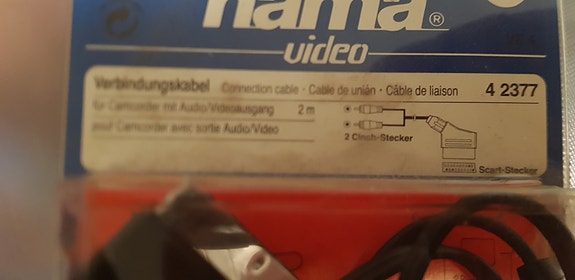 hama®
video
Verbindungskabel Connection cable · Cable de unión · Câble de liaison 4 2377
für Camcorder mit Audio/Videoausgang 2 m
pour Camcorder avec sortie Audio/Video
2 Cinch-Stecker
Scart-Stecker